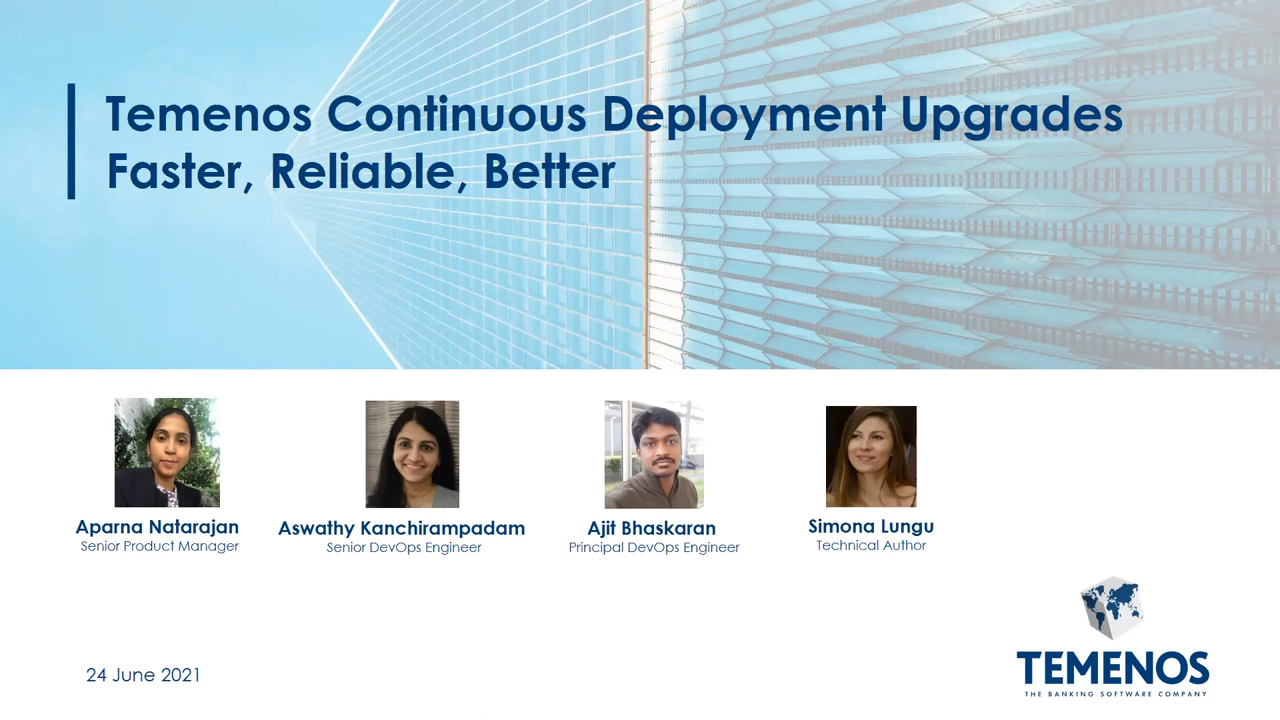 Temenos Continuous Deployment Upgrades
Faster, Reliable, Better
Aparna Natarajan
Senior Product Manager
Aswathy Kanchirampadam
Senior DevOps Engineer
Ajit Bhaskaran
Principal DevOps Engineer
Simona Lungu
Technical Author
24 June 2021
TEMENOS
THE BANKING SOFTWARE COMPANY